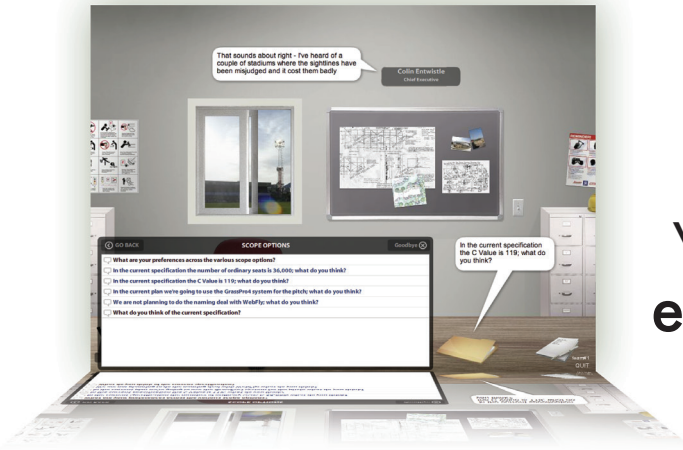 That sounds about right - I've heard of a
couple of stadiums where the sightlines have
been misjudged and it cost them badly
Colin Entwistle
Chief Executive
GO BACK
SCOPE OPTIONS
Goodbye
What are your preferences across the various scope options?
In the current specification the number of ordinary seats is 36,000; what do you think?
In the current specification the C Value is 119; what do you think?
In the current plan we're going to use the GrassPro4 system for the pitch; what do you think?
We are not planning to do the naming deal with WebFly; what do you think?
What do you think of the current specification?
In the current specification
the C Value is 119; what do
you think?
QUIT